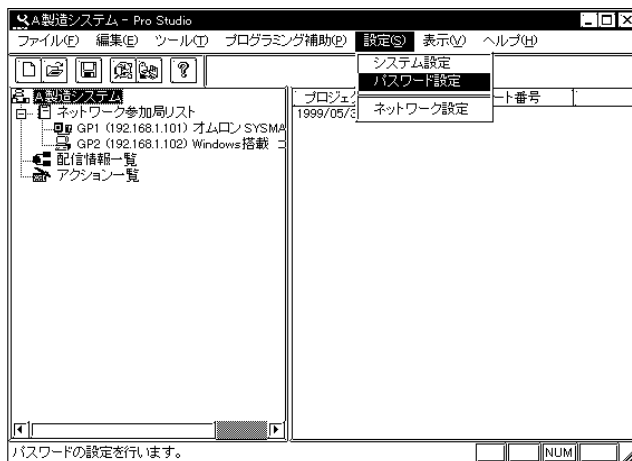 A製造システム - Pro Studio
ファイル(F) 編集(E) ツール(T) プログラミング補助(P) 設定(S) 表示(V) ヘルプ(H)
システム設定
パスワード設定
ネットワーク設定
A製造システム
ネットワーク参加局リスト
GP1 (192.168.1.101) オムロン SYSMA
GP2 (192.168.1.102) Windows搭載 コ
配信情報一覧
アクション一覧
プロジェ
ート番号
1999/05/3
パスワードの設定を行います。
NUM